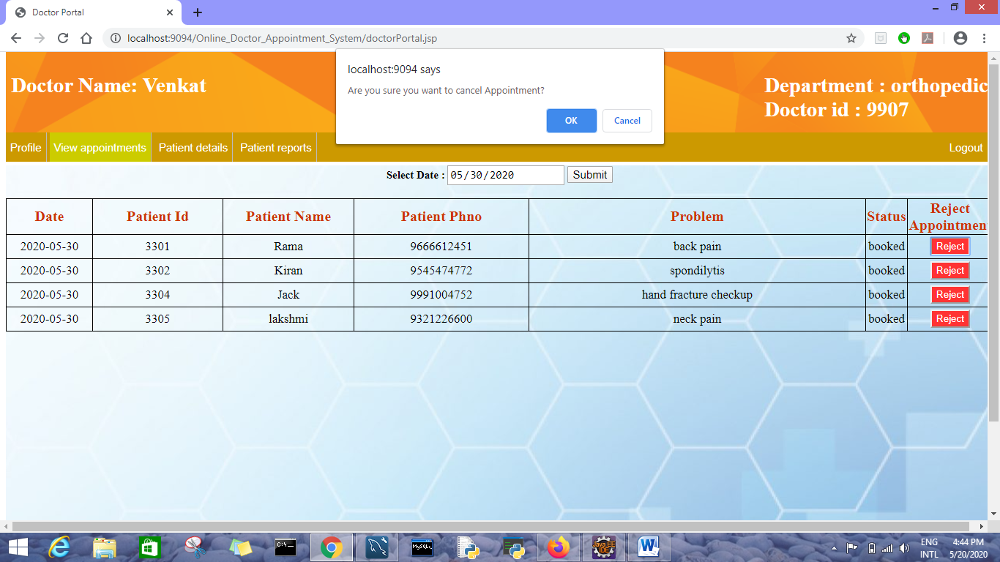 Doctor Portal
localhost:9094/Online_Doctor_Appointment_System/doctorPortal.jsp
localhost:9094 says
Are you sure you want to cancel Appointment?
OK Cancel
Doctor Name: Venkat
Department : orthopedic
Doctor id : 9907
Profile View appointments Patient details Patient reports Logout
Select Date : 05/30/2020 Submit
Date Patient Id Patient Name Patient Phno Problem Status Reject
Appointmen
2020-05-30 3301 Rama 9666612451 back pain booked Reject
2020-05-30 3302 Kiran 9545474772 spondilytis booked Reject
2020-05-30 3304 Jack 9991004752 hand fracture checkup booked Reject
2020-05-30 3305 lakshmi 9321226600 neck pain booked Reject
C:\
MySQL
Java EE
IDE
ENG 4:44 PM
INTL 5/20/2020